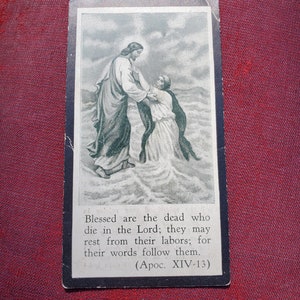 Blessed are the dead who
die in the Lord; they may
rest from their labors; for
their words follow them.
(Apoc. XIV-13)